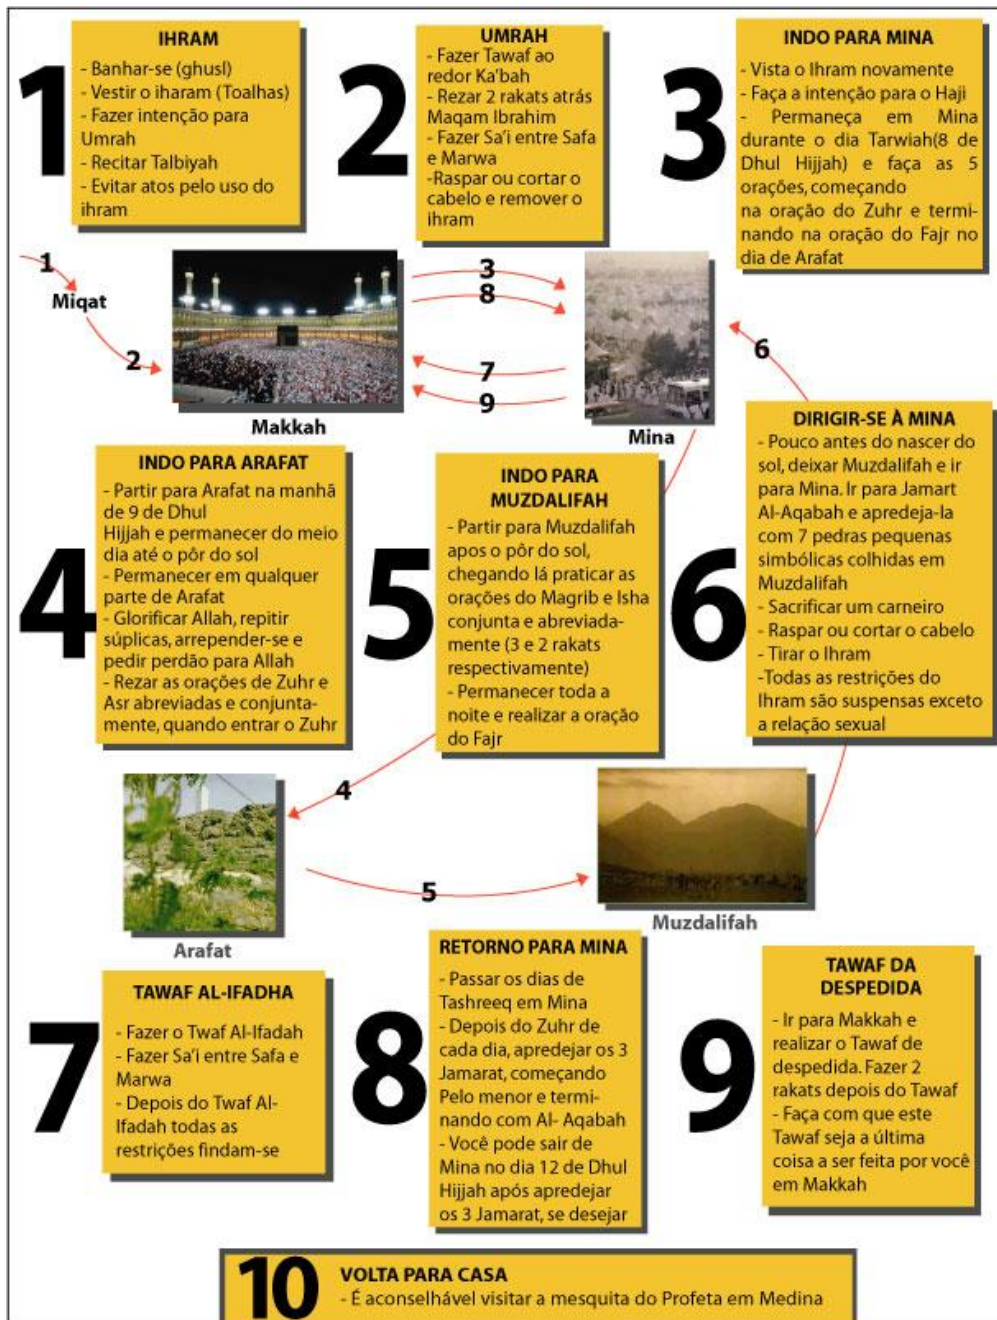 1
IHRAM
- Banhar-se (ghusl)
- Vestir o iharam (Toalhas)
- Fazer intenção para
Umrah
- Recitar Talbiyah
- Evitar atos pelo uso do
ihram
2
UMRAH
- Fazer Tawaf ao
redor Ka'bah
- Rezar 2 rakats atrás
Maqam Ibrahim
- Fazer Sa'i entre Safa
e Marwa
-Raspar ou cortar o
cabelo e remover o
ihram
3
INDO PARA MINA
- Vista o Ihram novamente
- Faça a intenção para o Haji
- Permaneça em Mina
durante o dia Tarwiah(8 de
Dhul Hijjah) e faça as 5
orações, começando
na oração do Zuhr e termi-
nando na oração do Fajr no
dia de Arafat
1
Miqat
2
Makkah
3
8
7
9
Mina
6
4
INDO PARA ARAFAT
- Partir para Arafat na manhã
de 9 de Dhul
Hijjah e permanecer do meio
dia até o pôr do sol
- Permanecer em qualquer
parte de Arafat
- Glorificar Allah, repitir
súplicas, arrepender-se e
pedir perdão para Allah
- Rezar as orações de Zuhr e
Asr abreviadas e conjunta-
mente, quando entrar o Zuhr
5
INDO PARA
MUZDALIFAH
- Partir para Muzdalifah
apos o pôr do sol,
chegando lá praticar as
orações do Magrib e Isha
conjunta e abreviada-
mente (3 e 2 rakats
respectivamente)
- Permanecer toda a
noite e realizar a oração
do Fajr
6
DIRIGIR-SE À MINA
- Pouco antes do nascer do
sol, deixar Muzdalifah e ir
para Mina. Ir para Jamart
Al-Aqabah e apredeja-la
com 7 pedras pequenas
simbólicas colhidas em
Muzdalifah
- Sacrificar um carneiro
- Raspar ou cortar o cabelo
- Tirar o Ihram
-Todas as restrições do
Ihram são suspensas exceto
a relação sexual
4
5
Arafat
Muzdalifah
7
TAWAF AL-IFADHA
- Fazer o Twaf Al-Ifadah
- Fazer Sa'i entre Safa e
Marwa
- Depois do Twaf Al-
Ifadah todas as
restrições findam-se
8
RETORNO PARA MINA
- Passar os dias de
Tashreeq em Mina
- Depois do Zuhr de
cada dia, apredejar os 3
Jamarat, começando
Pelo menor e termi-
nando com Al- Aqabah
- Você pode sair de
Mina no dia 12 de Dhul
Hijjah após apredejar
os 3 Jamarat, se desejar
9
TAWAF DA
DESPEDIDA
- Ir para Makkah e
realizar o Tawaf de
despedida. Fazer 2
rakats depois do Tawaf
- Faça com que este
Tawaf seja a última
coisa a ser feita por você
em Makkah
10
VOLTA PARA CASA
- É aconselhável visitar a mesquita do Profeta em Medina